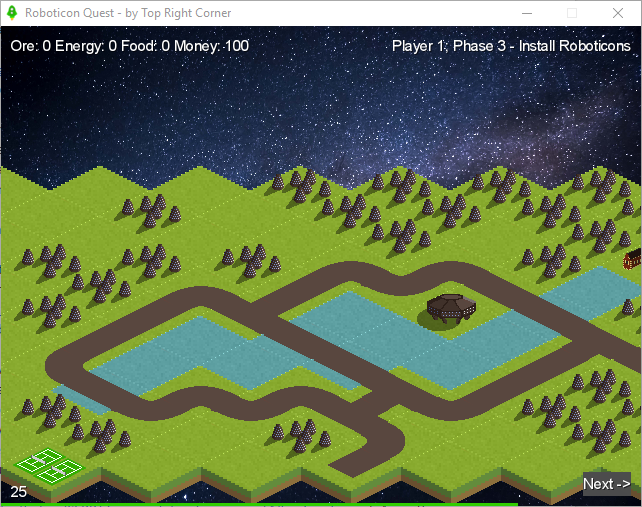 Roboticon Quest - by Top Right Corner
Ore: 0 Energy: 0 Food: 0 Money: 100
Player 1; Phase 3 - Install Roboticons
Next ->
25